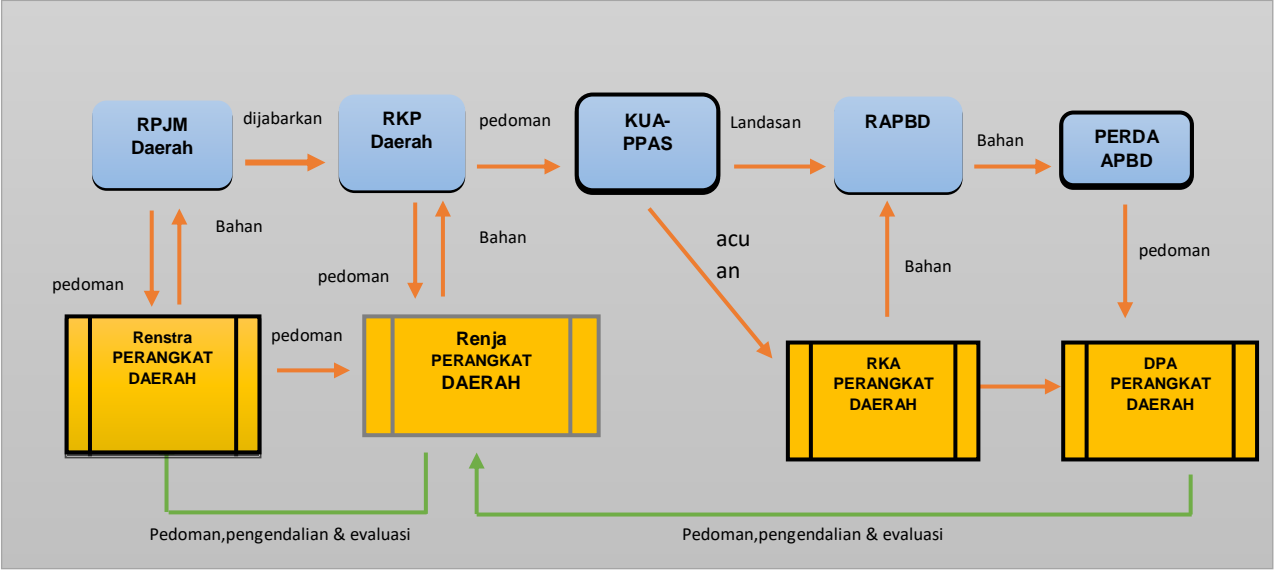 RPJM
Daerah
dijabarkan
RKP
Daerah
pedoman
KUA-
PPAS
Landasan
RAPBD
Bahan
PERDA
APBD
pedoman
Bahan
pedoman
Bahan
acu
an
Bahan
pedoman
Renstra
PERANGKAT
DAERAH
pedoman
Renja
PERANGKAT
DAERAH
RKA
PERANGKAT
DAERAH
DPA
PERANGKAT
DAERAH
Pedoman,pengendalian & evaluasi
Pedoman,pengendalian & evaluasi